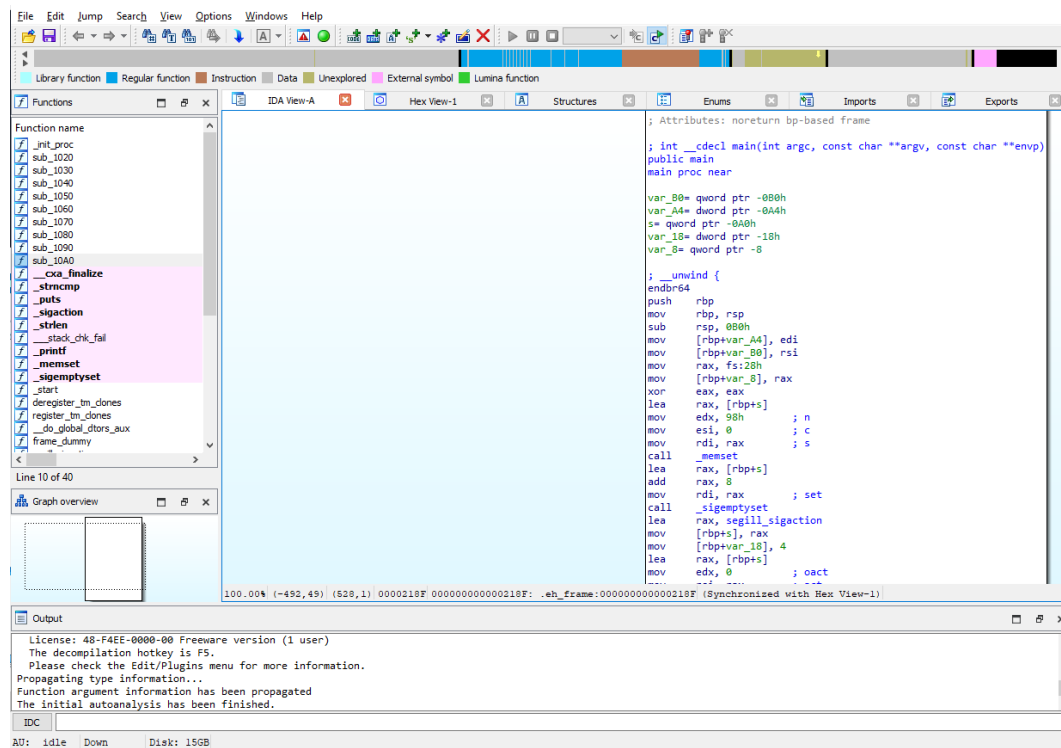 File Edit Jump Search View Options Windows Help
Library function Regular function Instruction Data Unexplored External symbol Lumina function
Functions
IDA View-A Hex View-1 Structures Enums Imports Exports
Function name
_init_proc
sub_1020
sub_1030
sub_1040
sub_1050
sub_1060
sub_1070
sub_1080
sub_1090
sub_10A0
__cxa_finalize
_strncmp
_puts
_sigaction
_strlen
___stack_chk_fail
_printf
_memset
_sigemptyset
_start
deregister_tm_clones
register_tm_clones
__do_global_dtors_aux
frame_dummy
Line 10 of 40
Graph overview
; Attributes: noreturn bp-based frame
; int __cdecl main(int argc, const char **argv, const char **envp)
public main
main proc near
var_B0= qword ptr -0B0h
var_A4= dword ptr -0A4h
s= qword ptr -0A0h
var_18= dword ptr -18h
var_8= qword ptr -8
; __unwind {
endbr64
push rbp
mov rbp, rsp
sub rsp, 0B0h
mov [rbp+var_A4], edi
mov [rbp+var_B0], rsi
mov rax, fs:28h
mov [rbp+var_8], rax
xor eax, eax
lea rax, [rbp+s]
mov edx, 98h ; n
mov esi, 0 ; c
mov rdi, rax ; s
call _memset
lea rax, [rbp+s]
add rax, 8
mov rdi, rax ; set
call _sigemptyset
lea rax, segill_sigaction
mov [rbp+s], rax
mov [rbp+var_18], 4
lea rax, [rbp+s]
mov edx, 0 ; oact
100.00% (-492,49) (528,1) 0000218F 000000000000218F: .eh_frame:000000000000218F (Synchronized with Hex View-1)
Output
License: 48-F4EE-0000-00 Freeware version (1 user)
The decompilation hotkey is F5.
Please check the Edit/Plugins menu for more information.
Propagating type information...
Function argument information has been propagated
The initial autoanalysis has been finished.
IDC
AU: idle Down Disk: 15GB